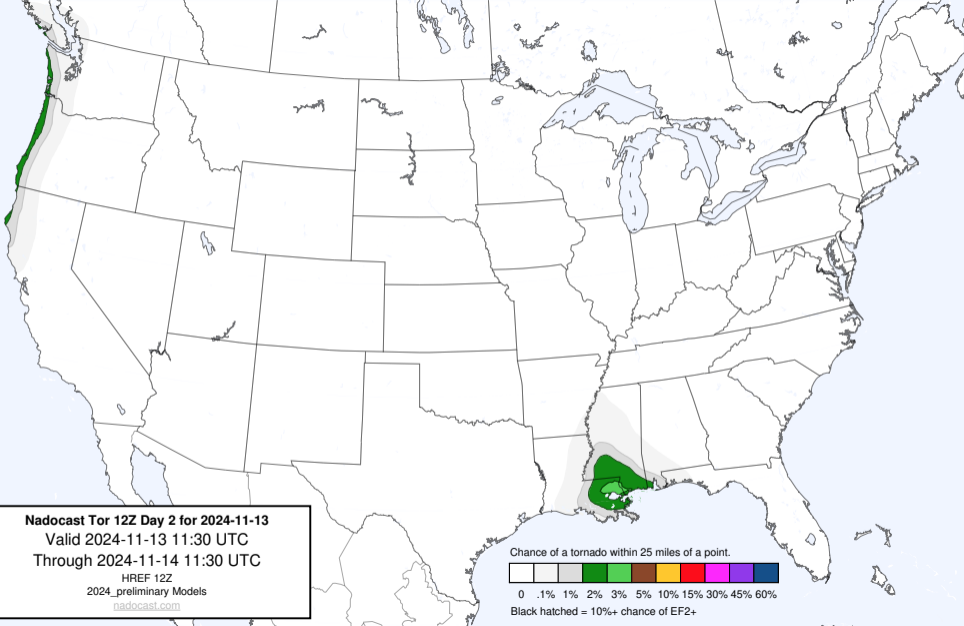 Nadocast Tor 12Z Day 2 for 2024-11-13
Valid 2024-11-13 11:30 UTC
Through 2024-11-14 11:30 UTC
HREF 12Z
2024_preliminary Models
nadocast.com
Chance of a tornado within 25 miles of a point.
0 .1% 1% 2% 3% 5% 10% 15% 30% 45% 60%
Black hatched = 10%+ chance of EF2+